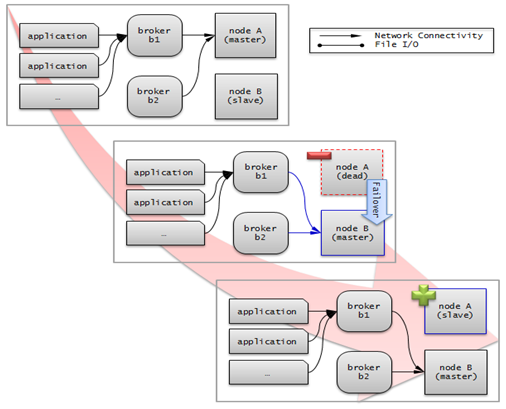 Network Connectivity
File I/O
application
application
...
broker
b1
broker
b2
node A
(master)
node B
(slave)
application
application
...
broker
b1
broker
b2
node A
(dead)
Failover
node B
(master)
application
application
...
broker
b1
broker
b2
node A
(slave)
node B
(master)